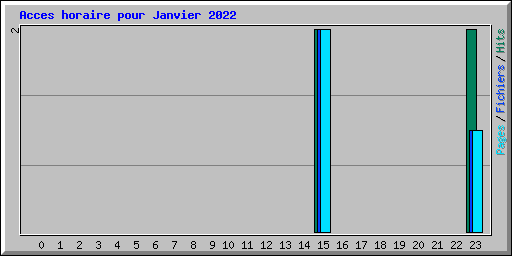 Acces horaire pour Janvier 2022
2
Pages/Fichiers/Hits
0 1 2 3 4 5 6 7 8 9 10 11 12 13 14 15 16 17 18 19 20 21 22 23